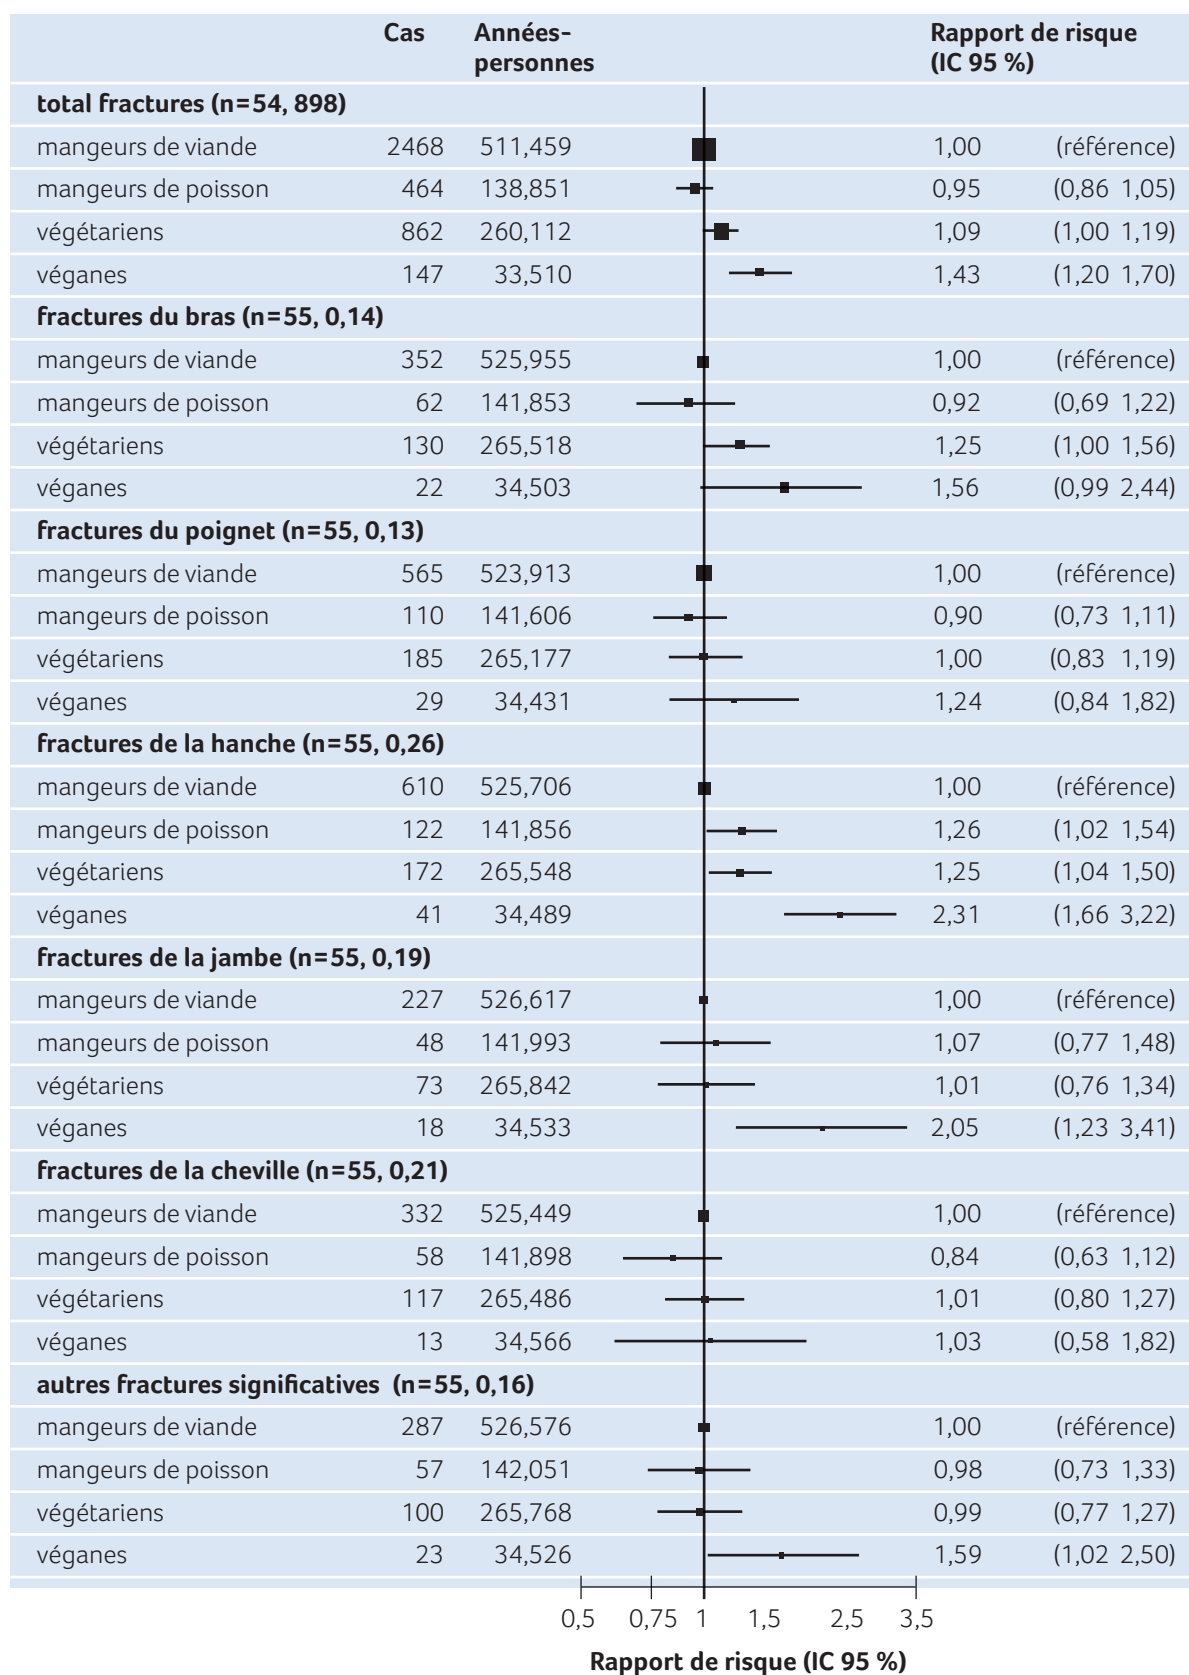 Cas Années- Rapport de risque
personnes (IC 95 %)
total fractures (n=54, 898)
mangeurs de viande 2468 511,459 1,00 (référence)
mangeurs de poisson 464 138,851 0,95 (0,86 1,05)
végétariens 862 260,112 1,09 (1,00 1,19)
véganes 147 33,510 1,43 (1,20 1,70)
fractures du bras (n=55, 0,14)
mangeurs de viande 352 525,955 1,00 (référence)
mangeurs de poisson 62 141,853 0,92 (0,69 1,22)
végétariens 130 265,518 1,25 (1,00 1,56)
véganes 22 34,503 1,56 (0,99 2,44)
fractures du poignet (n=55, 0,13)
mangeurs de viande 565 523,913 1,00 (référence)
mangeurs de poisson 110 141,606 0,90 (0,73 1,11)
végétariens 185 265,177 1,00 (0,83 1,19)
véganes 29 34,431 1,24 (0,84 1,82)
fractures de la hanche (n=55, 0,26)
mangeurs de viande 610 525,706 1,00 (référence)
mangeurs de poisson 122 141,856 1,26 (1,02 1,54)
végétariens 172 265,548 1,25 (1,04 1,50)
véganes 41 34,489 2,31 (1,66 3,22)
fractures de la jambe (n=55, 0,19)
mangeurs de viande 227 526,617 1,00 (référence)
mangeurs de poisson 48 141,993 1,07 (0,77 1,48)
végétariens 73 265,842 1,01 (0,76 1,34)
véganes 18 34,533 2,05 (1,23 3,41)
fractures de la cheville (n=55, 0,21)
mangeurs de viande 332 525,449 1,00 (référence)
mangeurs de poisson 58 141,898 0,84 (0,63 1,12)
végétariens 117 265,486 1,01 (0,80 1,27)
véganes 13 34,566 1,03 (0,58 1,82)
autres fractures significatives (n=55, 0,16)
mangeurs de viande 287 526,576 1,00 (référence)
mangeurs de poisson 57 142,051 0,98 (0,73 1,33)
végétariens 100 265,768 0,99 (0,77 1,27)
véganes 23 34,526 1,59 (1,02 2,50)
0,5 0,75 1 1,5 2,5 3,5
Rapport de risque (IC 95 %)